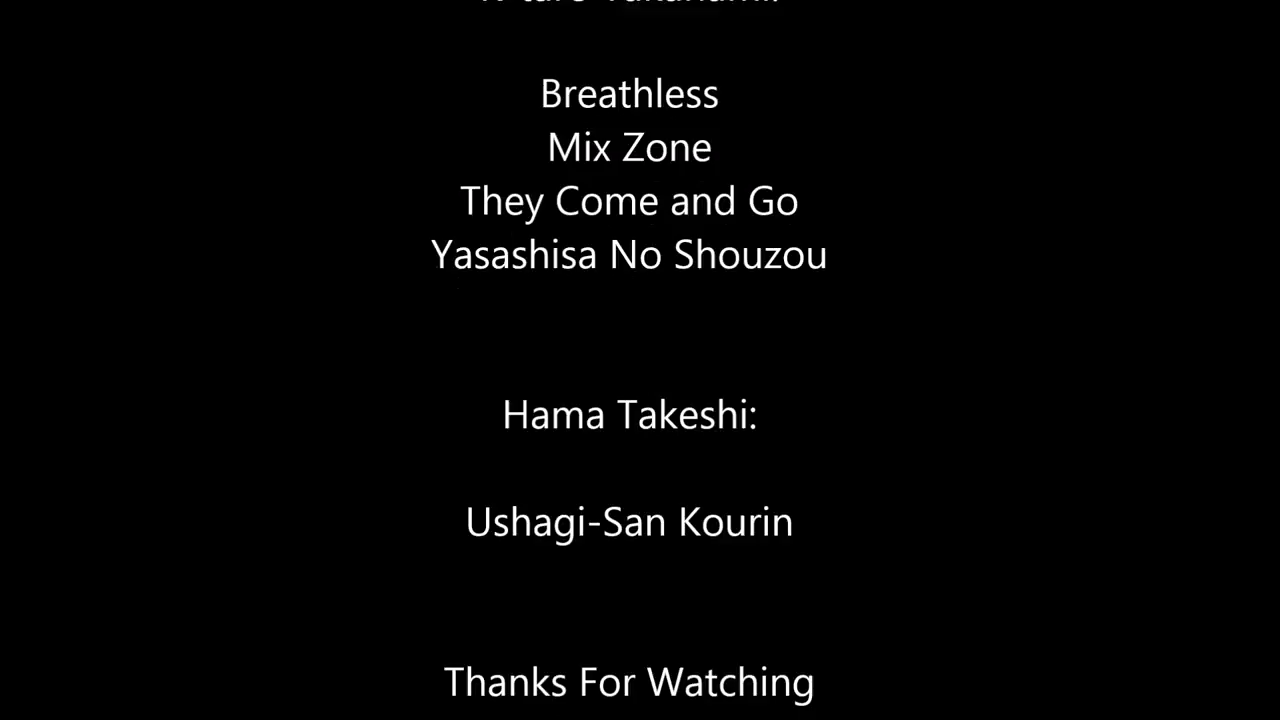 Breathless
Mix Zone
They Come and Go
Yasashisa No Shouzou
Hama Takeshi:
Ushagi-San Kourin
Thanks For Watching